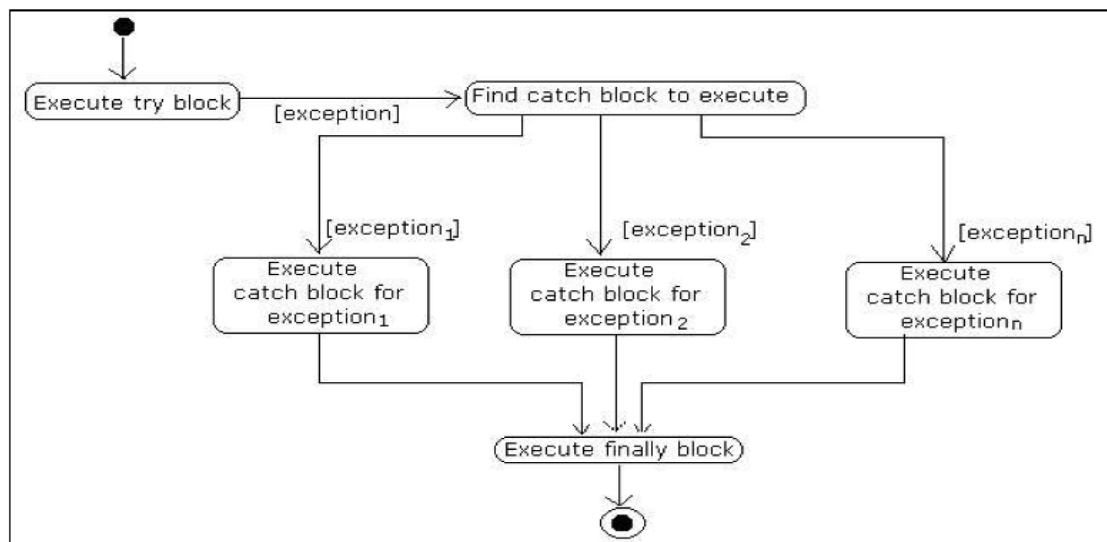 Execute try block
[exception]
Find catch block to execute
[exception₁]
[exception₂]
[exceptionₙ]
Execute
catch block for
exception₁
Execute
catch block for
exception₂
Execute
catch block for
exceptionₙ
Execute finally block